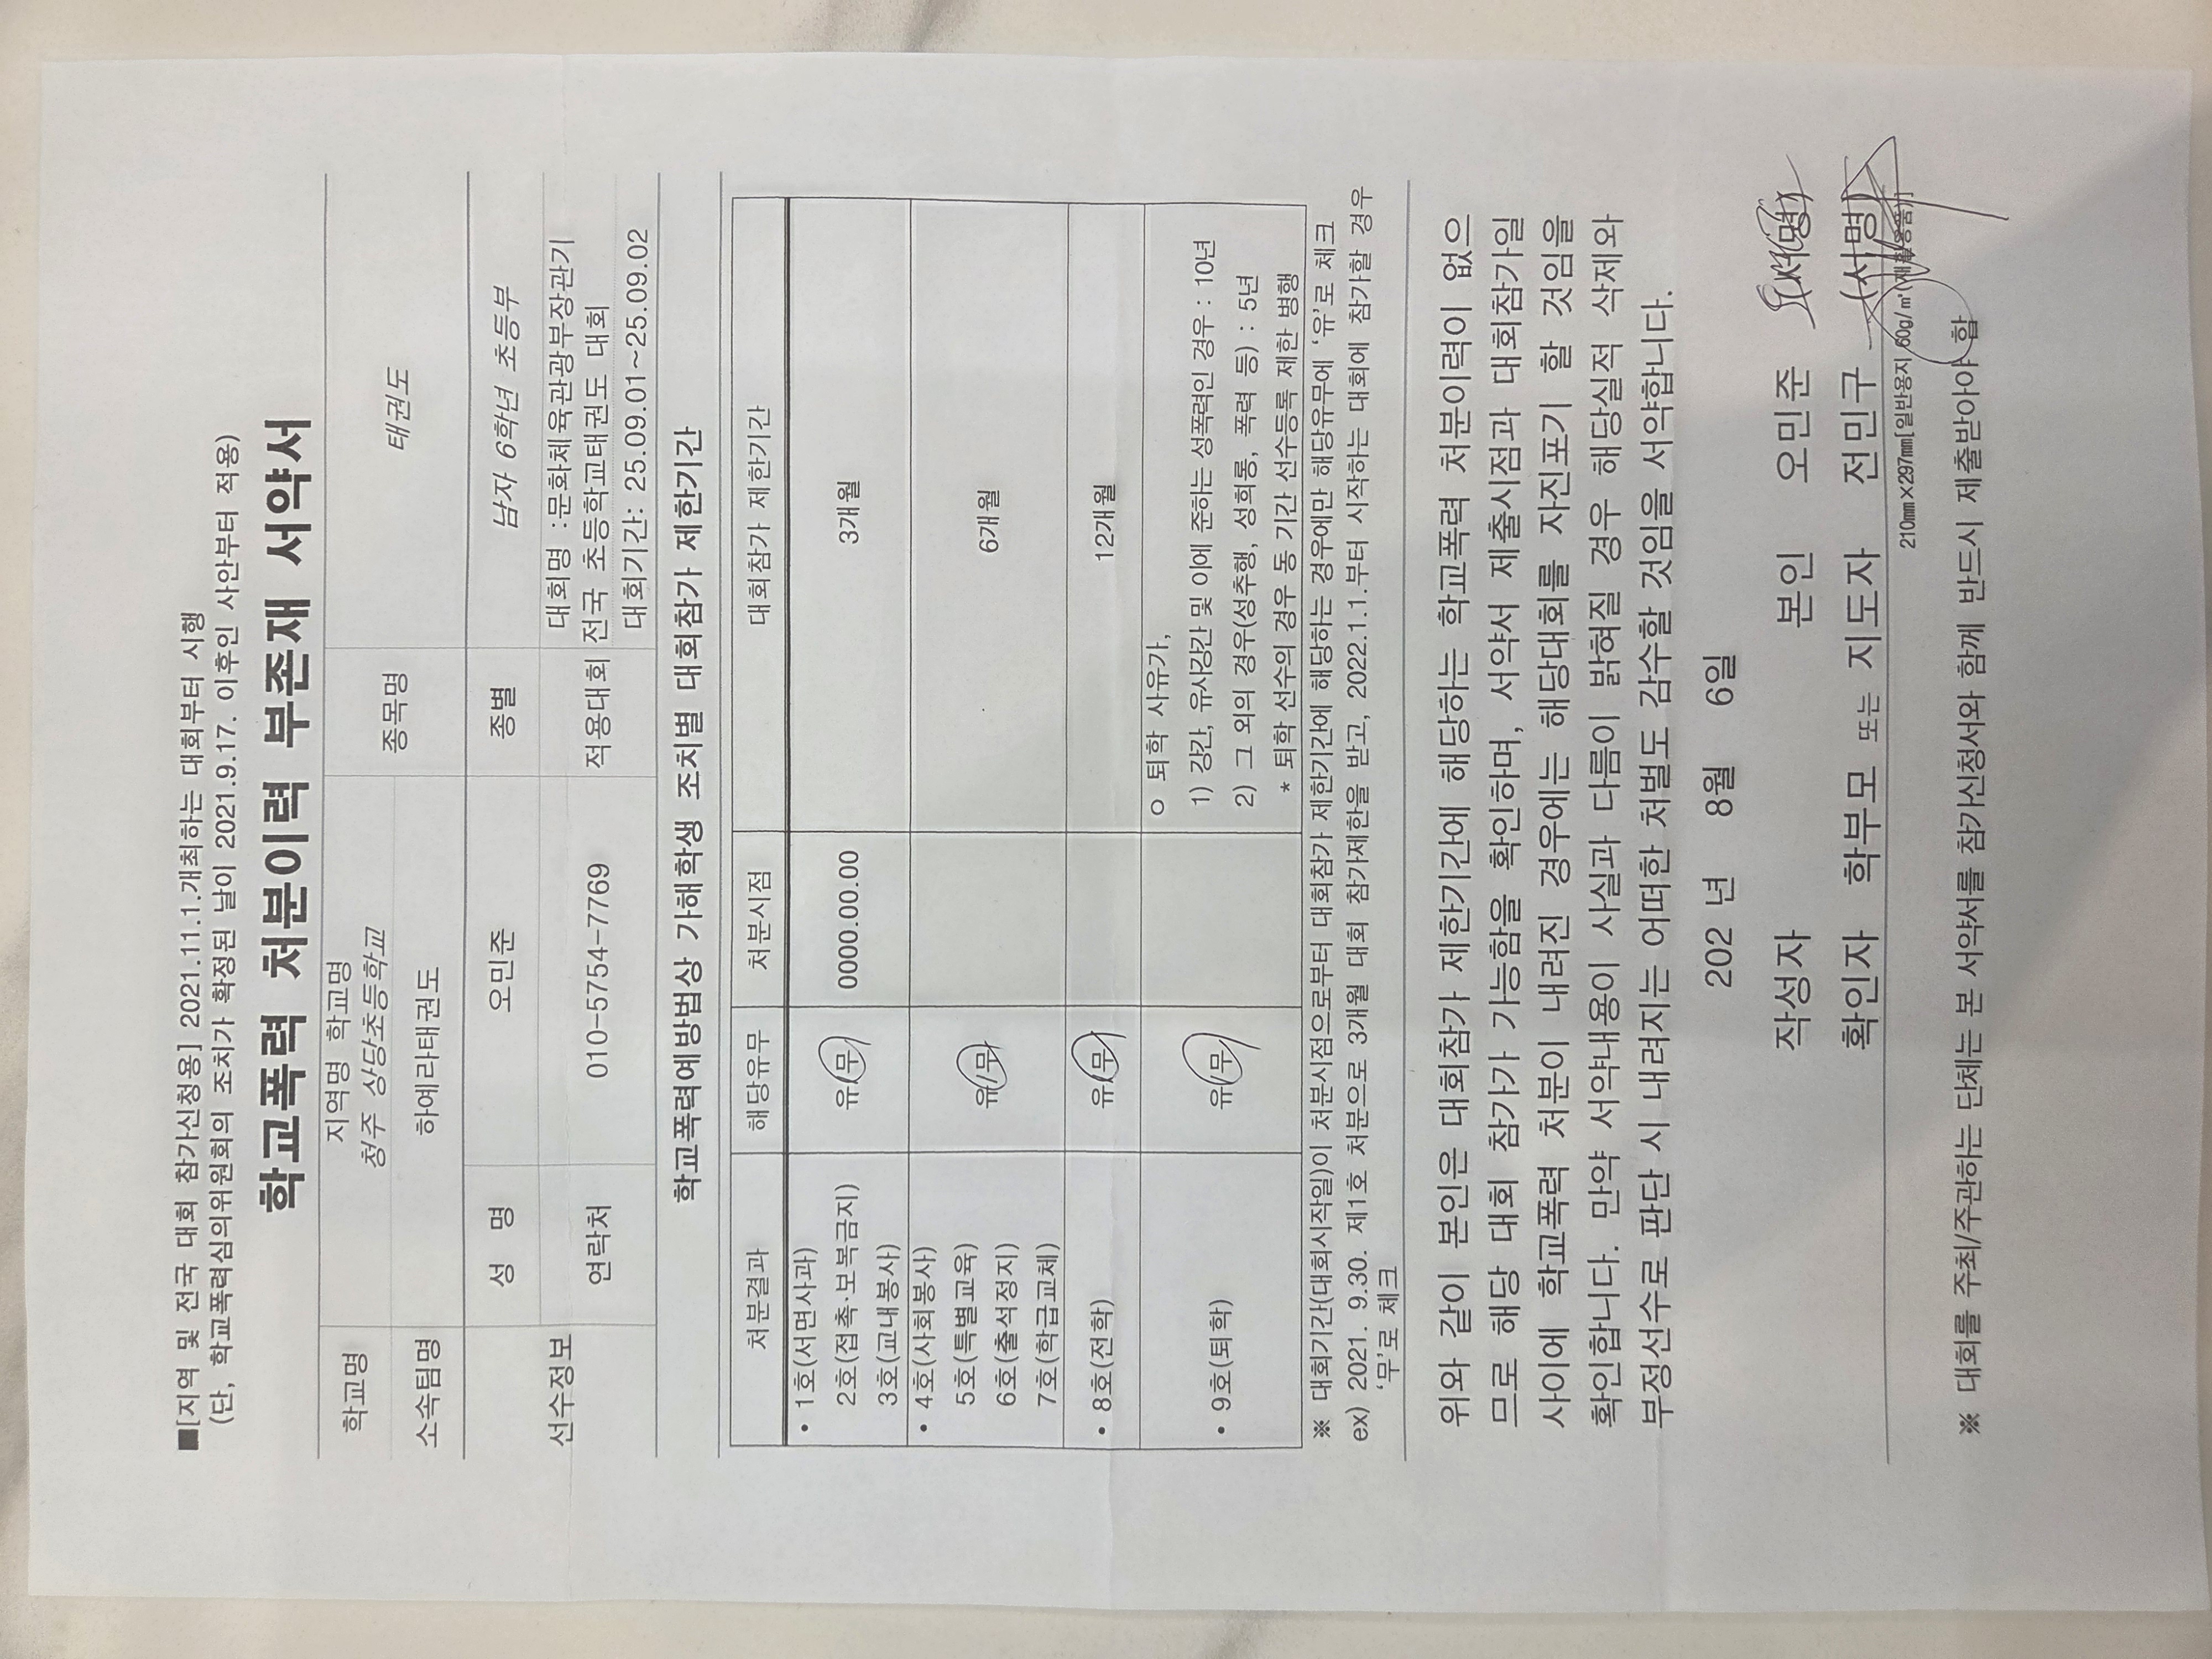 ■[지역 및 전국 대회 참가신청용] 2021.11.1.개최하는 대회부터 시행
(단, 학교폭력심의위원회의 조치가 확정된 날이 2021.9.17. 이후인 사안부터 적용)
학교폭력 처분이력 부존재 서약서
학교명 지역명 학교명 청주 상당초등학교 종목명 태권도
소속팀명 하예라태권도
선수정보 성 명 오민준 종별 남자 6학년 초등부
연락처 010-5754-7769 적용대회 대회명 :문화체육관광부장관기
전국 초등학교태권도 대회
대회기간: 25.09.01~25.09.02
학교폭력예방법상 가해학생 조치별 대회참가 제한기간
처분결과 해당유무 처분시점 대회참가 제한기간
• 1호(서면사과)
2호(접촉·보복금지) 유/무 0000.00.00 3개월
3호(교내봉사)
• 4호(사회봉사)
5호(특별교육) 유/무 6개월
6호(출석정지)
7호(학급교체)
• 8호(전학) 유/무 12개월
• 9호(퇴학) 유/무
ㅇ 퇴학 사유가,
1) 강간, 유사강간 및 이에 준하는 성폭력인 경우 : 10년
2) 그 외의 경우(성추행, 성희롱, 폭력 등) : 5년
* 퇴학 선수의 경우 동 기간 선수등록 제한 병행
※ 대회기간(대회시작일)이 처분시점으로부터 대회참가 제한기간에 해당하는 경우에만 해당유무에 ‘유’로 체크
ex) 2021. 9.30. 제1호 처분으로 3개월 대회 참가제한을 받고, 2022.1.1.부터 시작하는 대회에 참가할 경우
‘무’로 체크
위와 같이 본인은 대회참가 제한기간에 해당하는 학교폭력 처분이력이 없으
므로 해당 대회 참가가 가능함을 확인하며, 서약서 제출시점과 대회참가일
사이에 학교폭력 처분이 내려진 경우에는 해당대회를 자진포기 할 것임을
확인합니다. 만약 서약내용이 사실과 다름이 밝혀질 경우 해당실적 삭제와
부정선수로 판단 시 내려지는 어떠한 처벌도 감수할 것임을 서약합니다.
202 년 8월 6일
작성자 본인 오민준 (서명)
확인자 학부모 또는 지도자 전민구 (서명)
210㎜×297㎜[일반용지 60g/㎡(재활용품)]
※ 대회를 주최/주관하는 단체는 본 서약서를 참가신청서와 함께 반드시 제출받아야 함